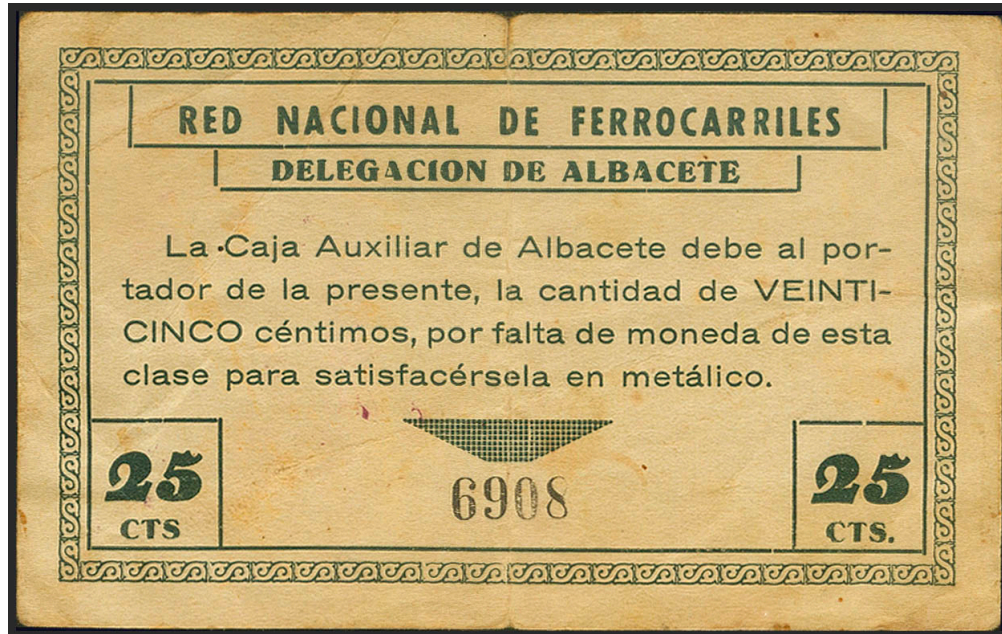 RED NACIONAL DE FERROCARRILES
DELEGACION DE ALBACETE
La Caja Auxiliar de Albacete debe al por-
tador de la presente, la cantidad de VEINTI-
CINCO céntimos, por falta de moneda de esta
clase para satisfacérsela en metálico.
25
CTS
6908
25
CTS.